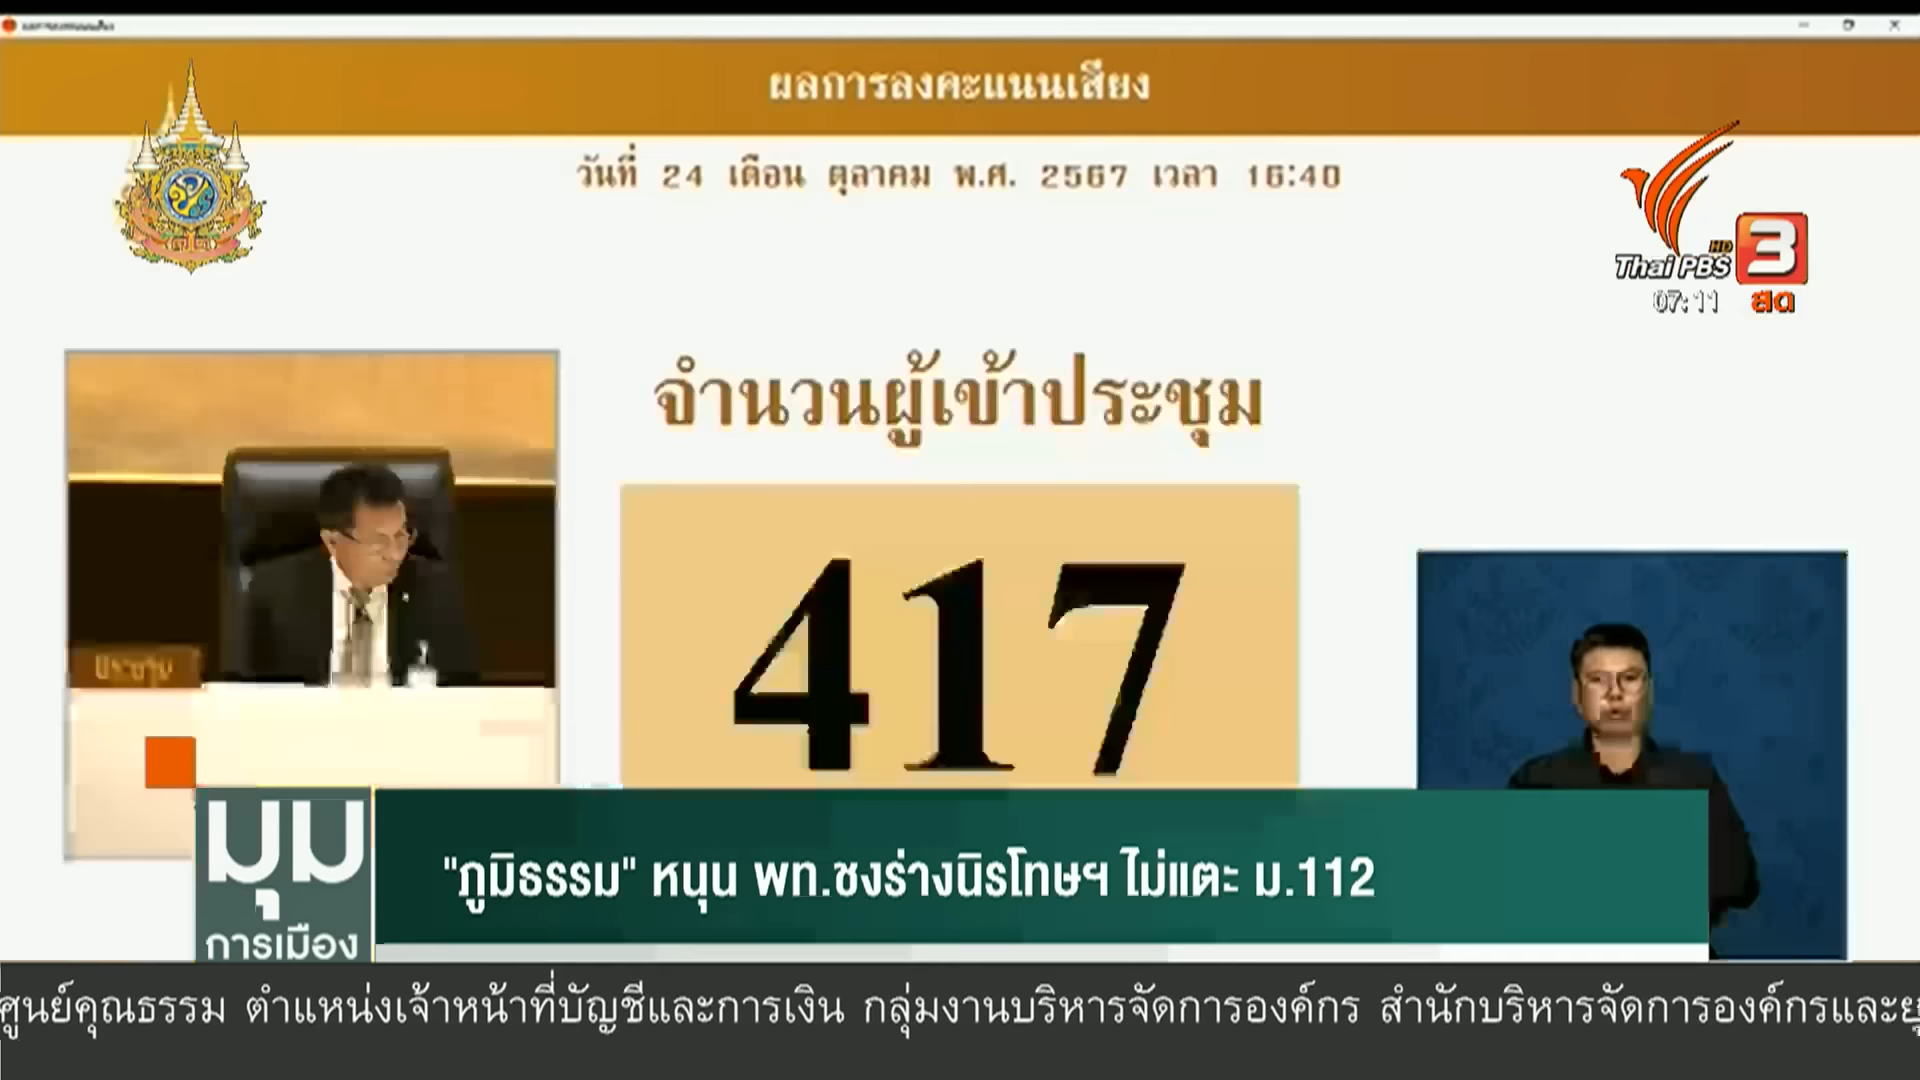 ผลการลงคะแนนเสียง
วันที่ 24 เดือน ตุลาคม พ.ศ. 2567 เวลา 16:40
HD
Thai PBS 3
07:11 สด
จำนวนผู้เข้าประชุม
417
มุม
การเมือง
"ภูมิธรรม" หนุน พท.ชงร่างนิรโทษฯ ไม่แตะ ม.112
ศูนย์คุณธรรม ตำแหน่งเจ้าหน้าที่บัญชีและการเงิน กลุ่มงานบริหารจัดการองค์กร สำนักบริหารจัดการองค์กรและ